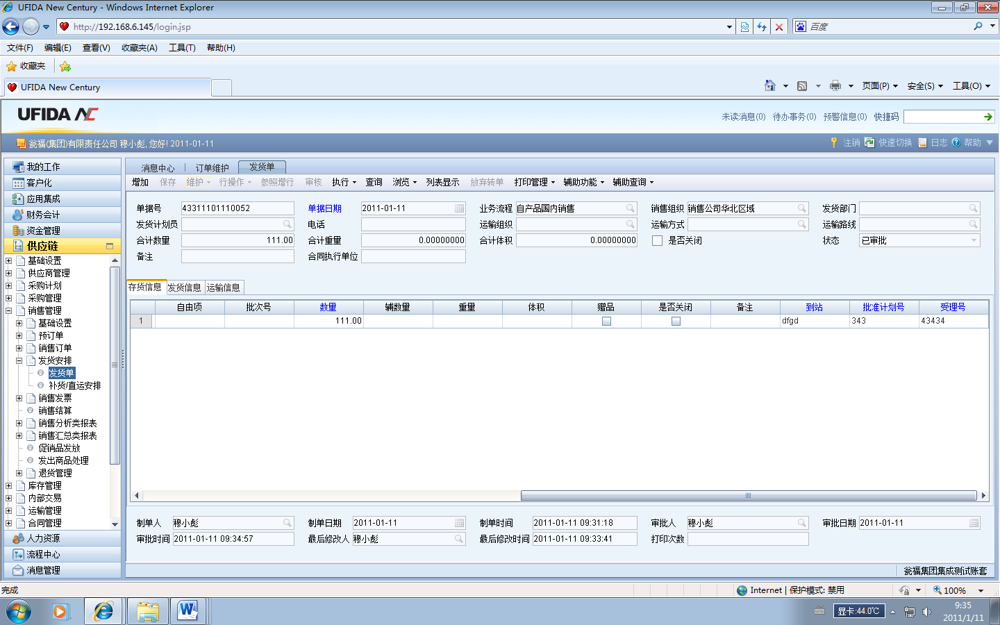 UFIDA New Century - Windows Internet Explorer
http://192.168.6.145/login.jsp
百度
文件(F) 编辑(E) 查看(V) 收藏夹(A) 工具(T) 帮助(H)
收藏夹
UFIDA New Century
页面(P) 安全(S) 工具(O)
UFIDA NC
未读消息(0) 待办事务(0) 预警信息(0) 快捷码
瓮福(集团)有限责任公司 穆小彪, 您好! 2011-01-11
注销 快速切换 日志 帮助
我的工作
客户化
应用集成
财务会计
资金管理
供应链
基础设置
供应商管理
采购计划
采购管理
销售管理
基础设置
预订单
销售订单
发货安排
发货单
补货/直运安排
销售发票
销售结算
销售分析类报表
销售汇总类报表
促销品发放
发出商品处理
退货管理
库存管理
内部交易
运输管理
合同管理
人力资源
流程中心
消息管理
消息中心 订单维护 发货单
增加 保存 维护 行操作 参照增行 审核 执行 查询 浏览 列表显示 放弃转单 打印管理 辅助功能 辅助查询
单据号 43311101110052 单据日期 2011-01-11 业务流程 自产品国内销售 销售组织 销售公司华北区域 发货部门
发货计划员 电话 运输组织 运输方式 运输路线
合计数量 111.00 合计重量 0.00000000 合计体积 0.00000000 是否关闭 状态 已审批
备注 合同执行单位
存货信息 发货信息 运输信息
自由项 批次号 数量 辅数量 重量 体积 赠品 是否关闭 备注 到站 批准计划号 受理号
1 111.00 dfgd 343 43434
制单人 穆小彪 制单日期 2011-01-11 制单时间 2011-01-11 09:31:18 审批人 穆小彪 审批日期 2011-01-11
审批时间 2011-01-11 09:34:57 最后修改人 穆小彪 最后修改时间 2011-01-11 09:33:41 打印次数
瓮福集团集成测试账套
完成
Internet | 保护模式: 禁用
100%
显卡:44.0℃
9:35
2011/1/11